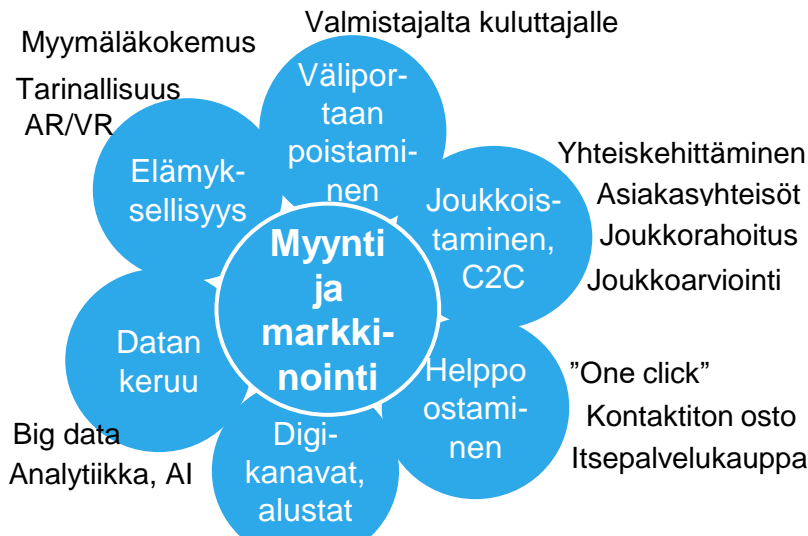 Valmistajalta kuluttajalle
Myymäläkokemus
Tarinallisuus
AR/VR
Välipor-
taan
poistami-
nen
Elämyk-
sellisyys
Joukkois-
taminen,
C2C
Yhteiskehittäminen
Asiakasyhteisöt
Joukkorahoitus
Joukkoarviointi
Myynti
ja
markki-
nointi
Datan
keruu
Big data
Analytiikka, AI
Helppo
ostami-
nen
”One click”
Kontaktiton osto
Itsepalvelukauppa
Digi-
kanavat,
alustat